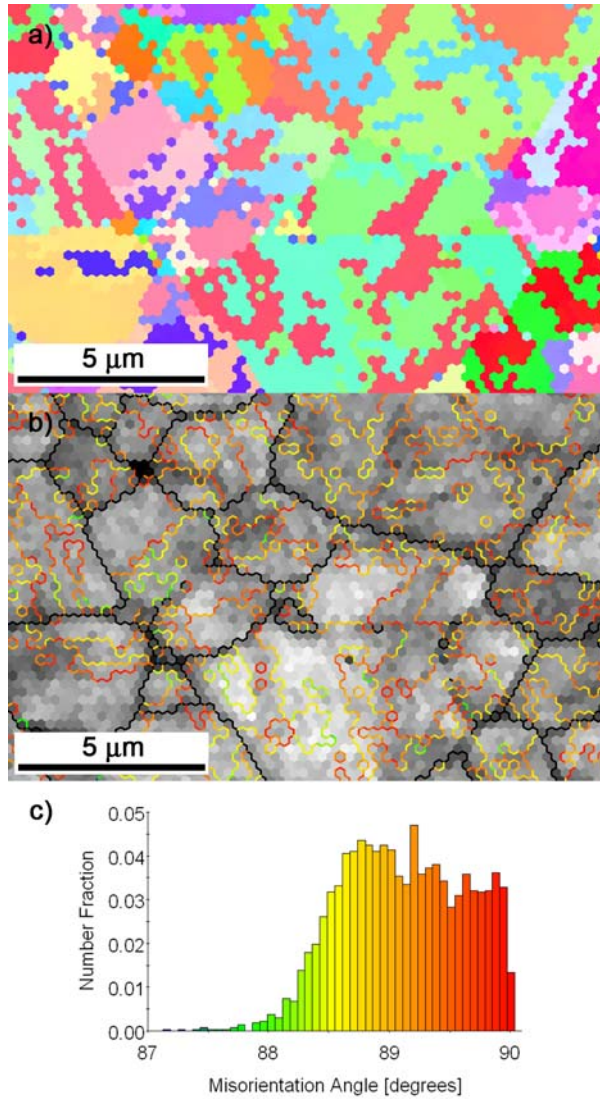 a)
5 μm
b)
5 μm
c)
0.05
0.04
0.03
0.02
0.01
0.00
Number Fraction
87 88 89 90
Misorientation Angle [degrees]